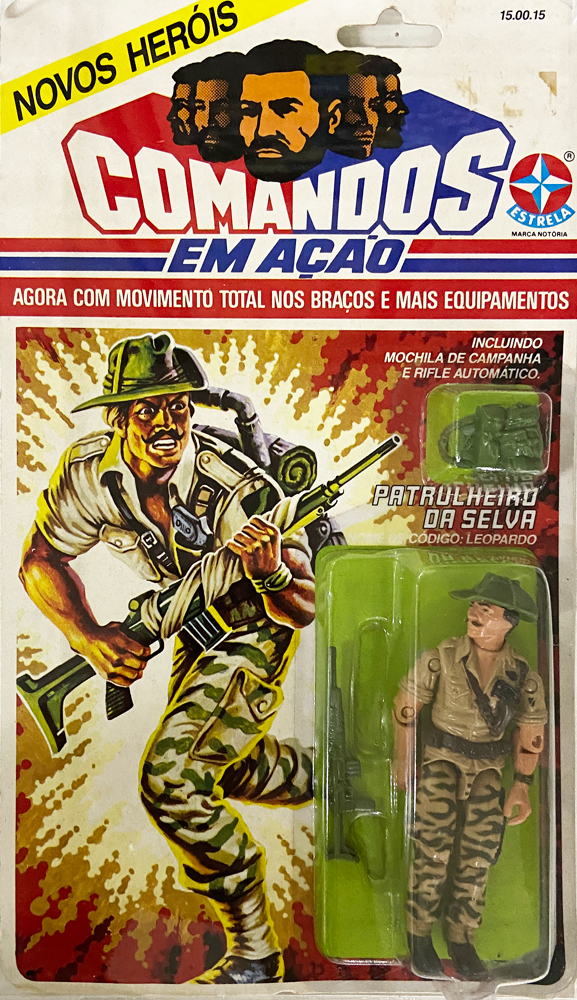 15.00.15
NOVOS HERÓIS
COMANDOS
EM AÇÃO
®
ESTRELA
MARCA NOTÓRIA
AGORA COM MOVIMENTO TOTAL NOS BRAÇOS E MAIS EQUIPAMENTOS
INCLUINDO
MOCHILA DE CAMPANHA
E RIFLE AUTOMÁTICO.
PATRULHEIRO
DA SELVA
CÓDIGO: LEOPARDO